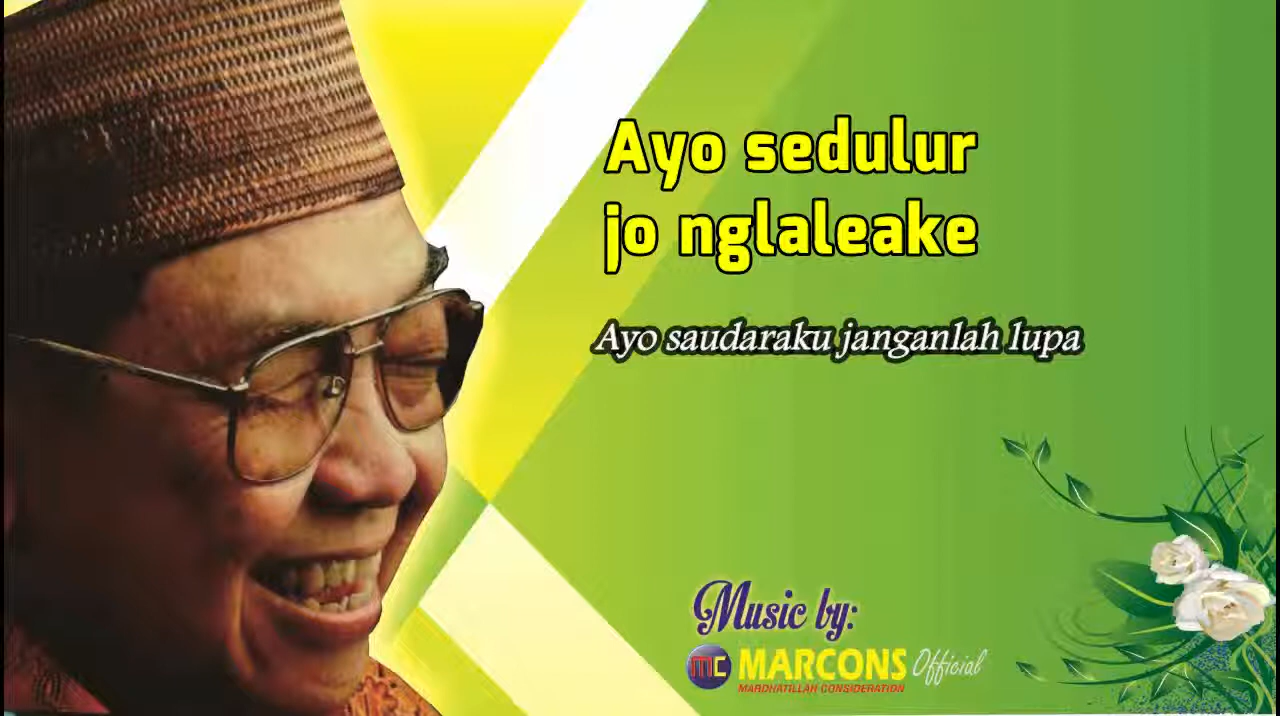 Ayo sedulur
jo nglaleake
Ayo saudaraku janganlah lupa
Music by:
MC MARCONS Official
MARDHATILLAH CONSIDERATION